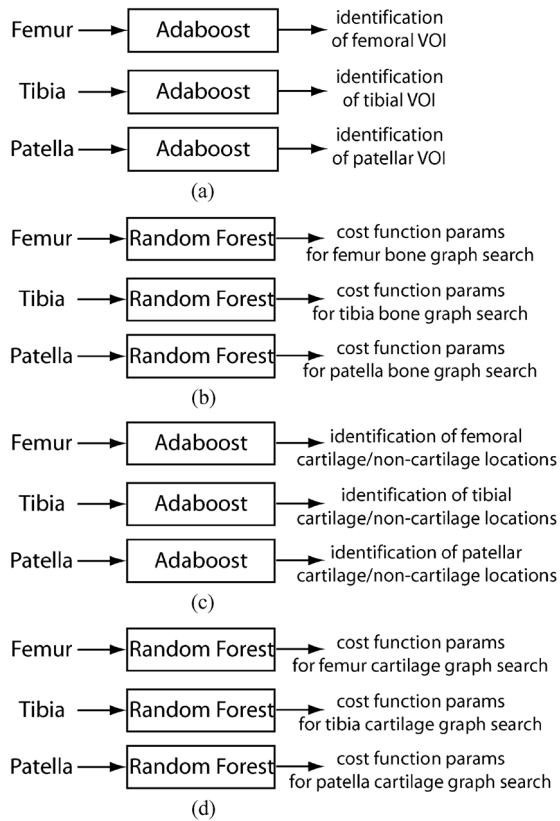 Femur
Adaboost
identification
of femoral VOI
Tibia
Adaboost
identification
of tibial VOI
Patella
Adaboost
identification
of patellar VOI
(a)
Femur
Random Forest
cost function params
for femur bone graph search
Tibia
Random Forest
cost function params
for tibia bone graph search
Patella
Random Forest
cost function params
for patella bone graph search
(b)
Femur
Adaboost
identification of femoral
cartilage/non-cartilage locations
Tibia
Adaboost
identification of tibial
cartilage/non-cartilage locations
Patella
Adaboost
identification of patellar
cartilage/non-cartilage locations
(c)
Femur
Random Forest
cost function params
for femur cartilage graph search
Tibia
Random Forest
cost function params
for tibia cartilage graph search
Patella
Random Forest
cost function params
for patella cartilage graph search
(d)